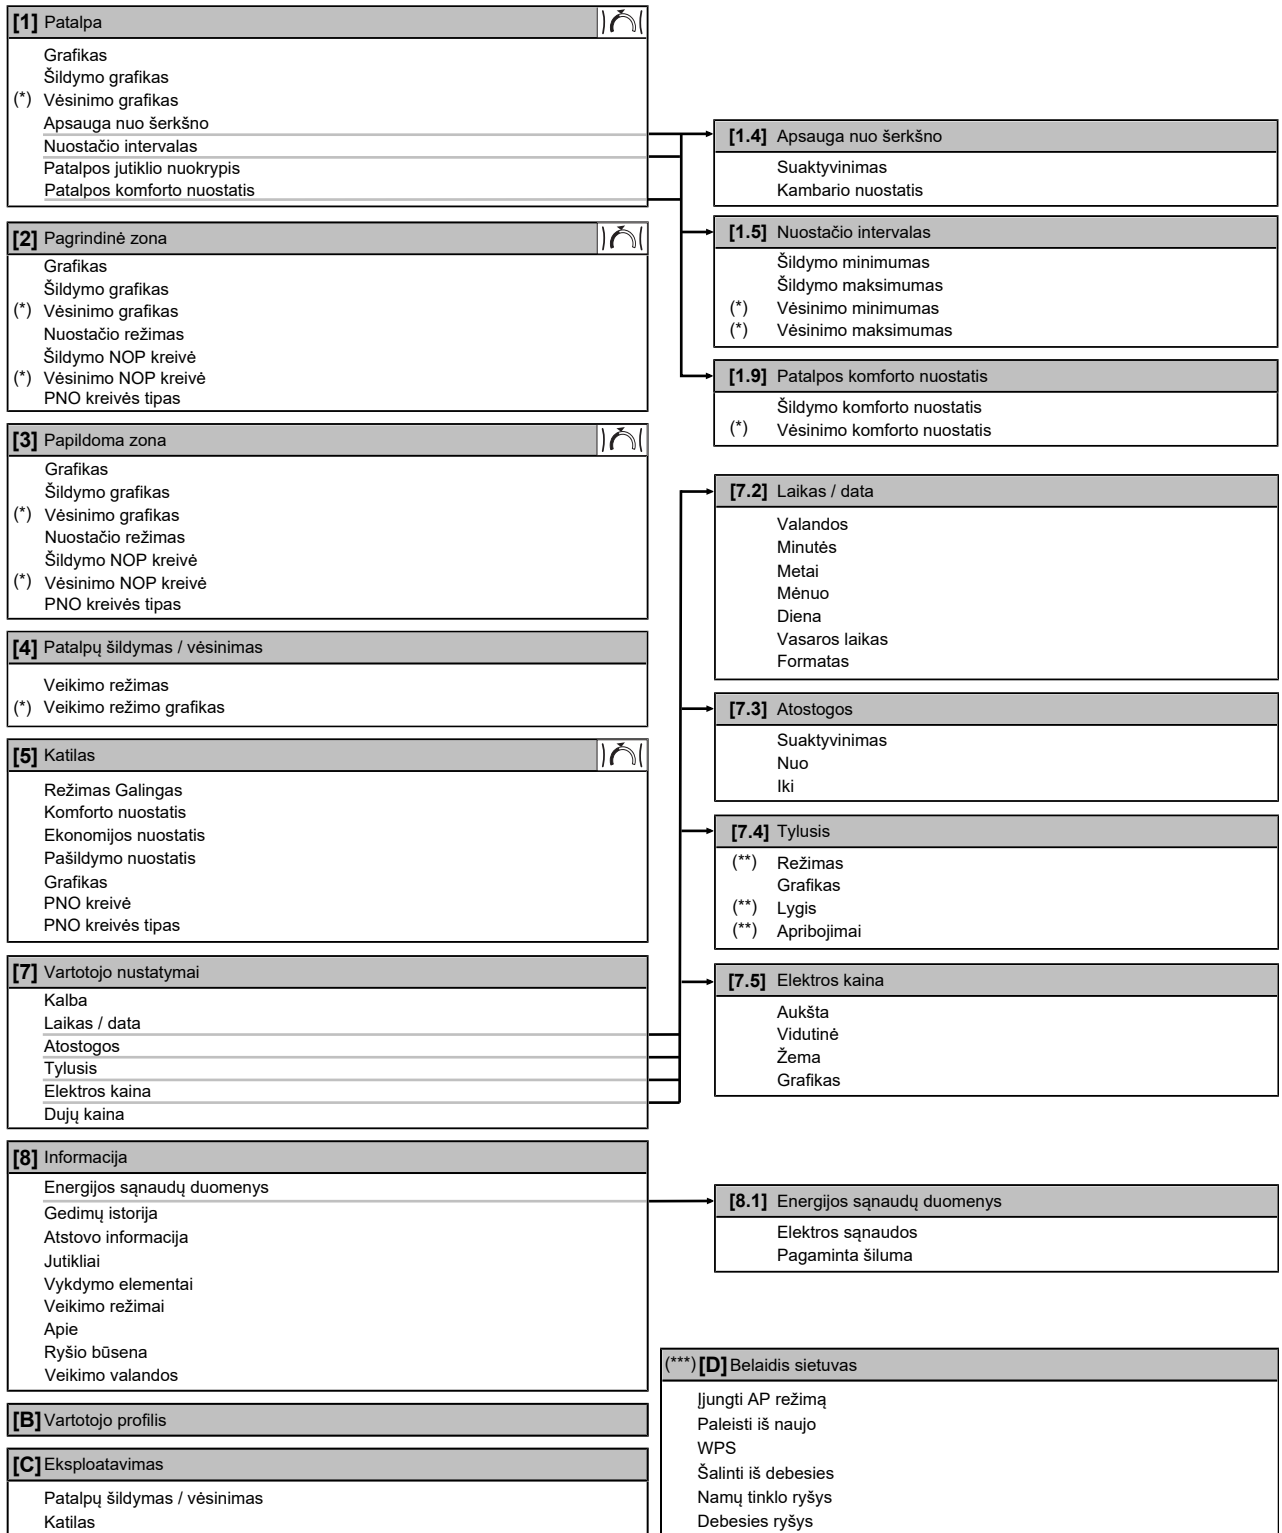 [1] Patalpa
Grafikas
Šildymo grafikas
(*) Vėsinimo grafikas
Apsauga nuo šerkšno
Nuostačio intervalas
Patalpos jutiklio nuokrypis
Patalpos komforto nuostatis
[1.4] Apsauga nuo šerkšno
Suaktyvinimas
Kambario nuostatis
[1.5] Nuostačio intervalas
Šildymo minimumas
Šildymo maksimumas
(*) Vėsinimo minimumas
(*) Vėsinimo maksimumas
[1.9] Patalpos komforto nuostatis
Šildymo komforto nuostatis
(*) Vėsinimo komforto nuostatis
[2] Pagrindinė zona
Grafikas
Šildymo grafikas
(*) Vėsinimo grafikas
Nuostačio režimas
Šildymo NOP kreivė
(*) Vėsinimo NOP kreivė
PNO kreivės tipas
[3] Papildoma zona
Grafikas
Šildymo grafikas
(*) Vėsinimo grafikas
Nuostačio režimas
Šildymo NOP kreivė
(*) Vėsinimo NOP kreivė
PNO kreivės tipas
[4] Patalpų šildymas / vėsinimas
Veikimo režimas
(*) Veikimo režimo grafikas
[5] Katilas
Režimas Galingas
Komforto nuostatis
Ekonomijos nuostatis
Pašildymo nuostatis
Grafikas
PNO kreivė
PNO kreivės tipas
[7] Vartotojo nustatymai
Kalba
Laikas / data
Atostogos
Tylusis
Elektros kaina
Dujų kaina
[7.2] Laikas / data
Valandos
Minutės
Metai
Mėnuo
Diena
Vasaros laikas
Formatas
[7.3] Atostogos
Suaktyvinimas
Nuo
Iki
[7.4] Tylusis
(**) Režimas
Grafikas
(**) Lygis
(**) Apribojimai
[7.5] Elektros kaina
Aukšta
Vidutinė
Žema
Grafikas
[8] Informacija
Energijos sąnaudų duomenys
Gedimų istorija
Atstovo informacija
Jutikliai
Vykdymo elementai
Veikimo režimai
Apie
Ryšio būsena
Veikimo valandos
[8.1] Energijos sąnaudų duomenys
Elektros sąnaudos
Pagaminta šiluma
[B] Vartotojo profilis
[C] Eksploatavimas
Patalpų šildymas / vėsinimas
Katilas
(***) [D] Belaidis sietuvas
Įjungti AP režimą
Paleisti iš naujo
WPS
Šalinti iš debesies
Namų tinklo ryšys
Debesies ryšys